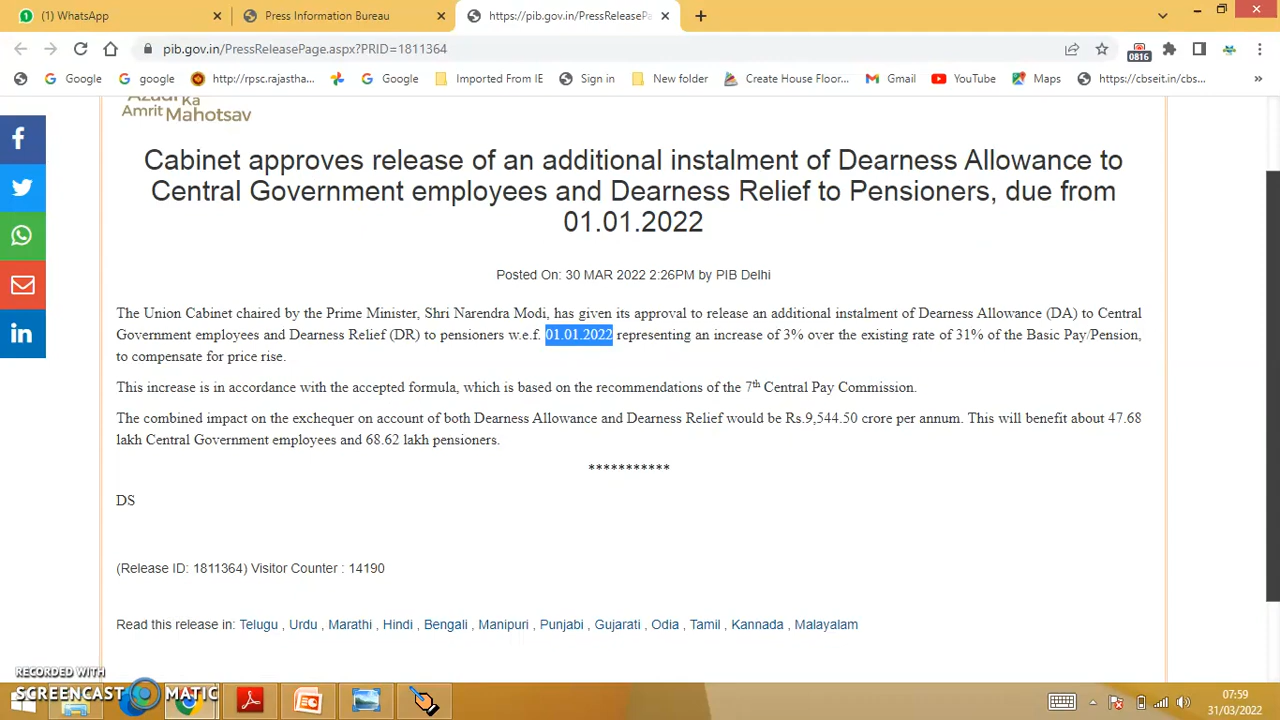 WhatsApp
Press Information Bureau
https://pib.gov.in/PressReleasePa
pib.gov.in/PressReleasePage.aspx?PRID=1811364
0816
Google
google
http://rpsc.rajastha...
Google
Imported From IE
Sign in
New folder
Create House Floor...
Gmail
YouTube
Maps
https://cbseit.in/cbs...
»
Azadi Ka
Amrit Mahotsav
Cabinet approves release of an additional instalment of Dearness Allowance to
Central Government employees and Dearness Relief to Pensioners, due from
01.01.2022
Posted On: 30 MAR 2022 2:26PM by PIB Delhi
The Union Cabinet chaired by the Prime Minister, Shri Narendra Modi, has given its approval to release an additional instalment of Dearness Allowance (DA) to Central
Government employees and Dearness Relief (DR) to pensioners w.e.f. 01.01.2022 representing an increase of 3% over the existing rate of 31% of the Basic Pay/Pension,
to compensate for price rise.
This increase is in accordance with the accepted formula, which is based on the recommendations of the 7th Central Pay Commission.
The combined impact on the exchequer on account of both Dearness Allowance and Dearness Relief would be Rs.9,544.50 crore per annum. This will benefit about 47.68
lakh Central Government employees and 68.62 lakh pensioners.
***********
DS
(Release ID: 1811364) Visitor Counter : 14190
Read this release in: Telugu , Urdu , Marathi , Hindi , Bengali , Manipuri , Punjabi , Gujarati , Odia , Tamil , Kannada , Malayalam
RECORDED WITH
SCREENCAST MATIC
07:59
31/03/2022